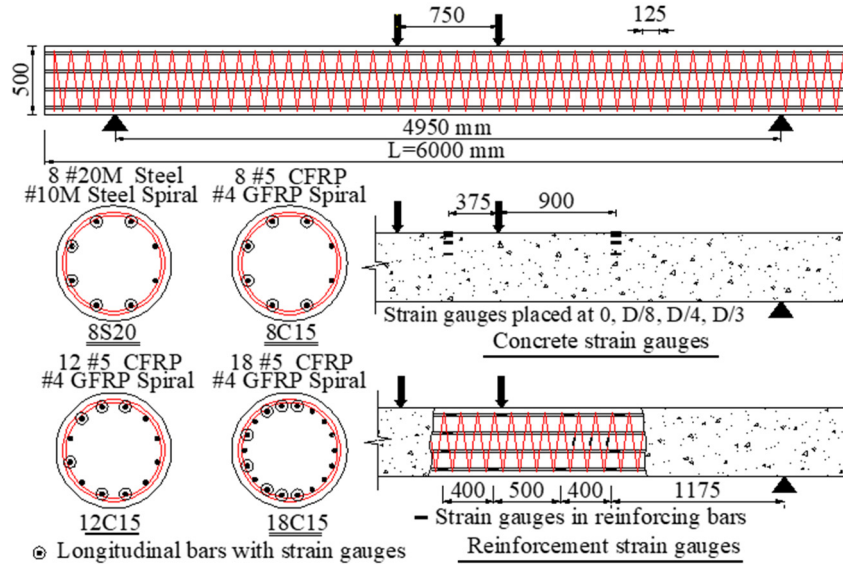 750
125
500
4950 mm
L=6000 mm
8 #20M Steel
#10M Steel Spiral
8S20
8 #5 CFRP
#4 GFRP Spiral
8C15
375
900
Strain gauges placed at 0, D/8, D/4, D/3
Concrete strain gauges
12 #5 CFRP
#4 GFRP Spiral
12C15
18 #5 CFRP
#4 GFRP Spiral
18C15
400
500
400
1175
Strain gauges in reinforcing bars
Reinforcement strain gauges
Longitudinal bars with strain gauges